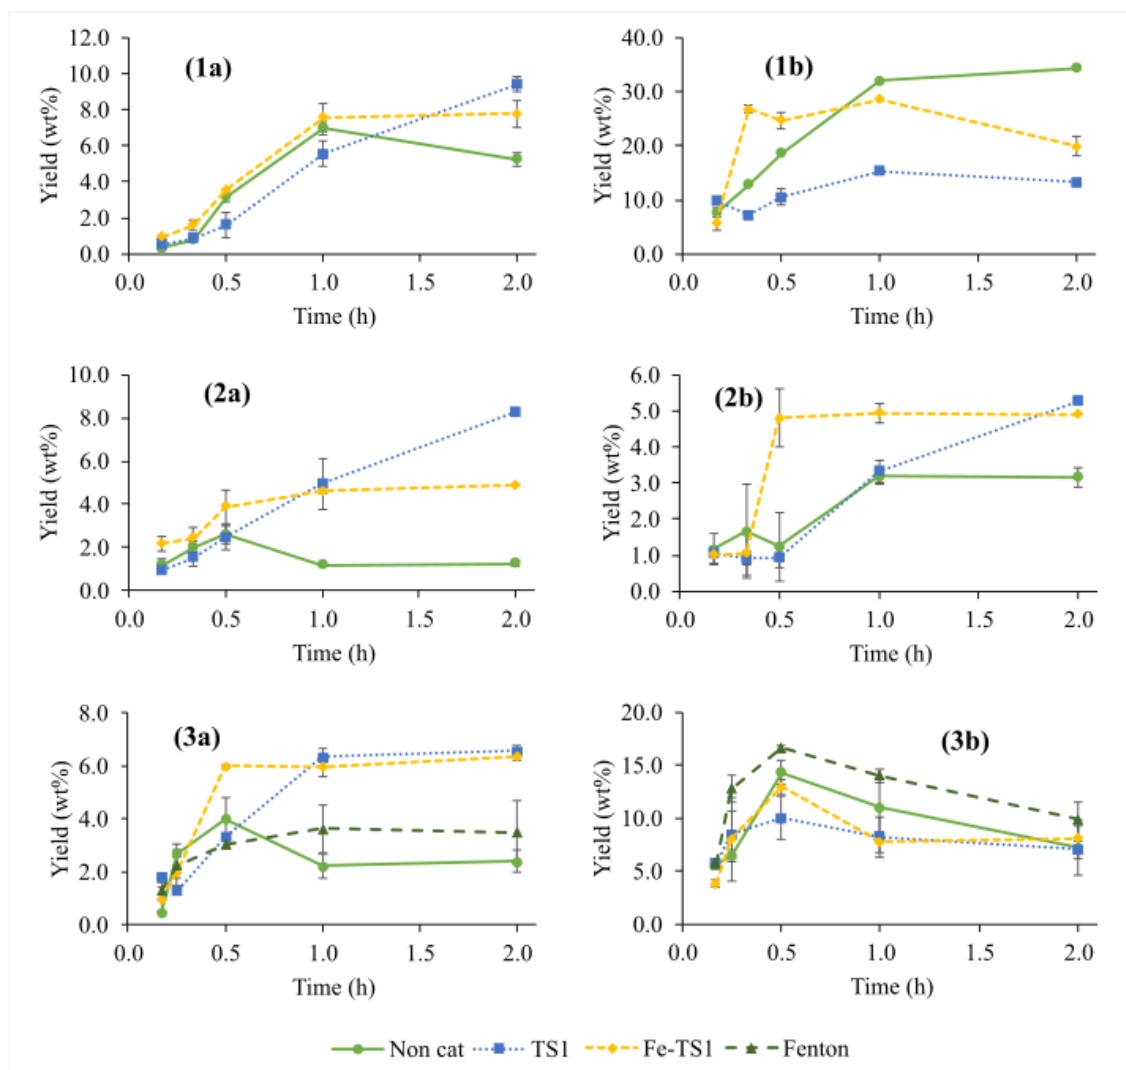 (1a)
Yield (wt%)
12.0
10.0
8.0
6.0
4.0
2.0
0.0
0.0 0.5 1.0 1.5 2.0
Time (h)
(1b)
Yield (wt%)
40.0
30.0
20.0
10.0
0.0
0.0 0.5 1.0 1.5 2.0
Time (h)
(2a)
Yield (wt%)
10.0
8.0
6.0
4.0
2.0
0.0
0.0 0.5 1.0 1.5 2.0
Time (h)
(2b)
Yield (wt%)
6.0
5.0
4.0
3.0
2.0
1.0
0.0
0.0 0.5 1.0 1.5 2.0
Time (h)
(3a)
Yield (wt%)
8.0
6.0
4.0
2.0
0.0
0.0 0.5 1.0 1.5 2.0
Time (h)
(3b)
Yield (wt%)
20.0
15.0
10.0
5.0
0.0
0.0 0.5 1.0 1.5 2.0
Time (h)
Non cat TS1 Fe-TS1 Fenton